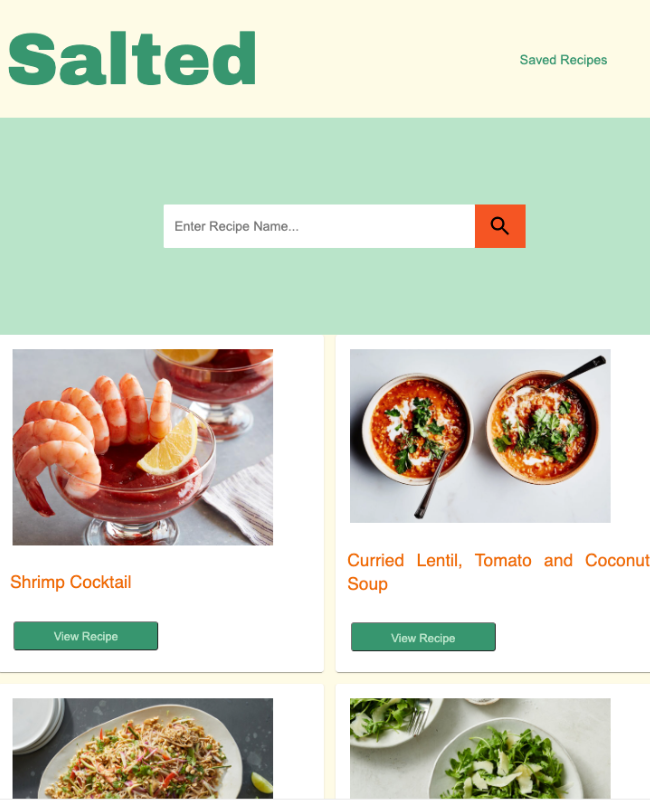 Salted
Saved Recipes
Enter Recipe Name...
Shrimp Cocktail
View Recipe
Curried Lentil, Tomato and Coconut
Soup
View Recipe